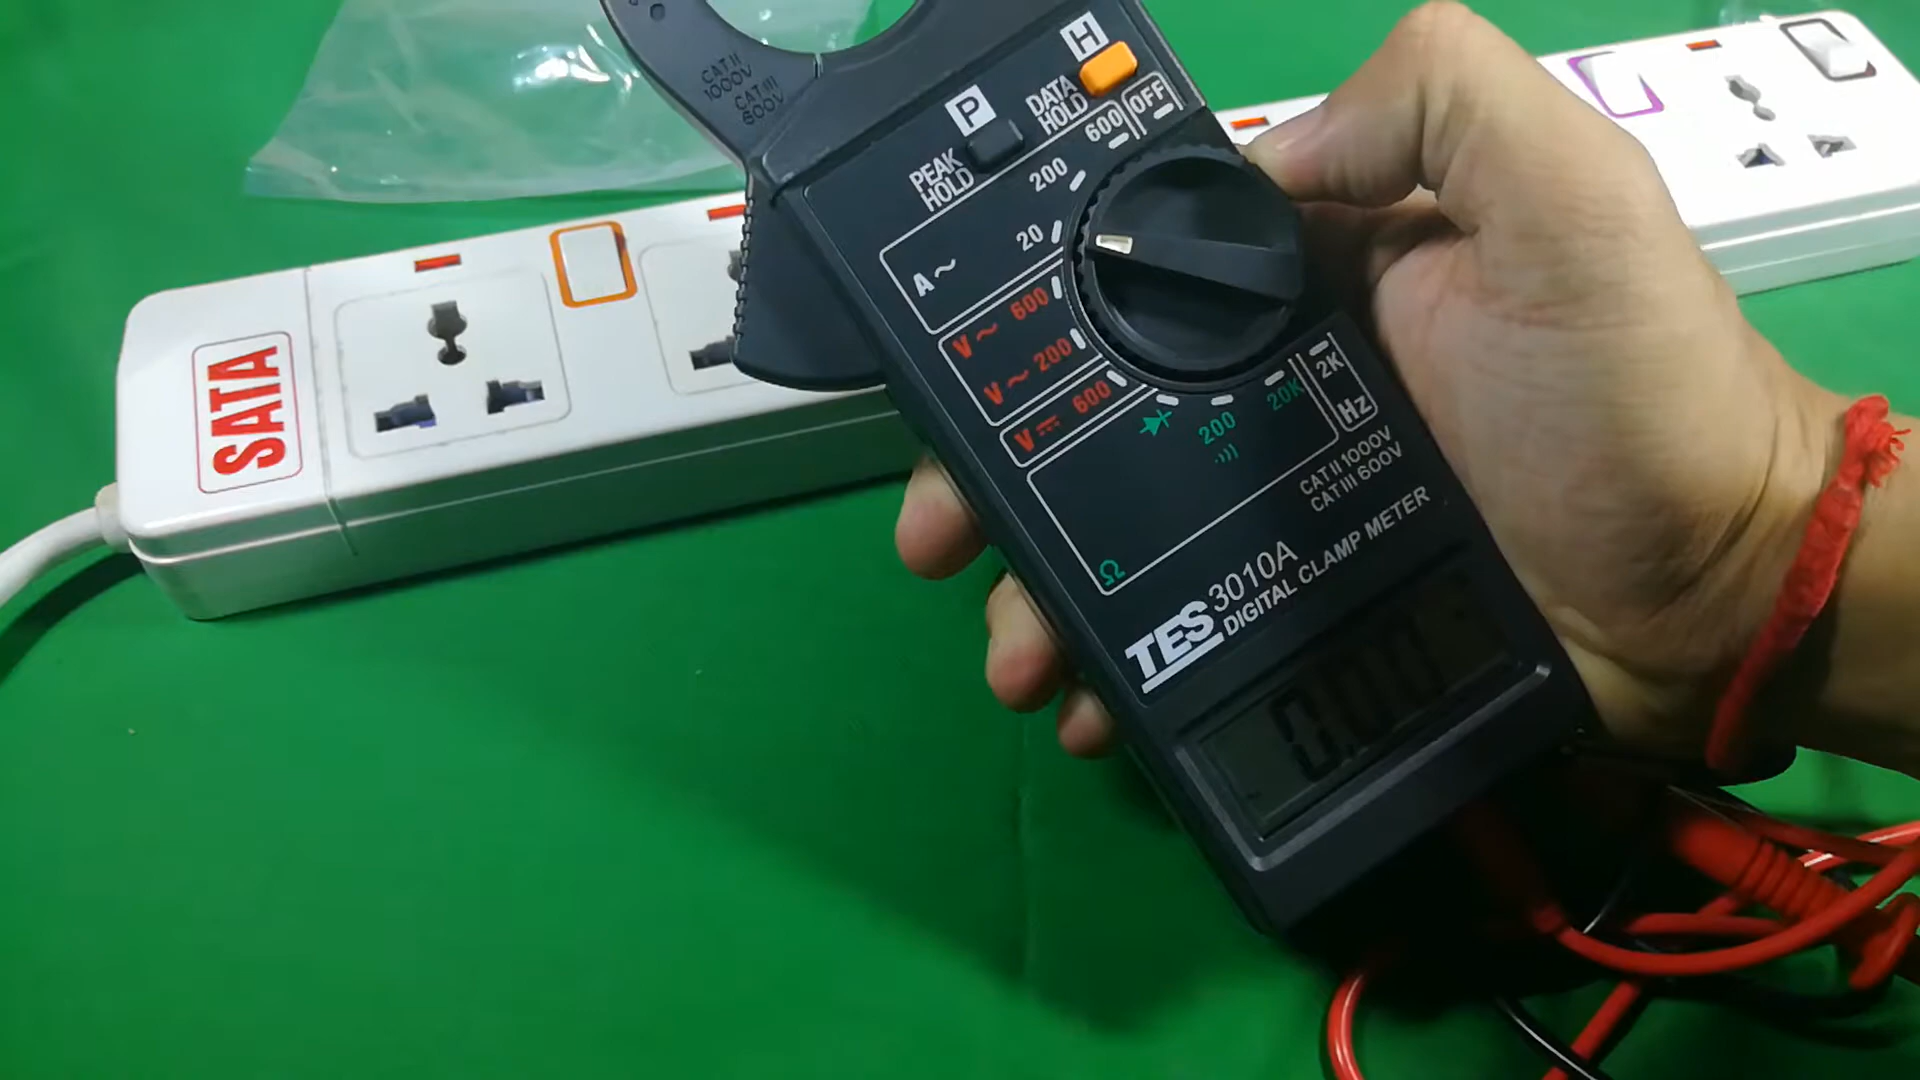 CAT II
1000V
CAT III
600V
H
DATA
HOLD
P
PEAK
HOLD
OFF
600
200
20
A~
V~ 600
V~ 200
V⎓ 600
200
20K
2K
Hz
Ω
CAT II 1000V
CAT III 600V
TES 3010A
DIGITAL CLAMP METER
SATA